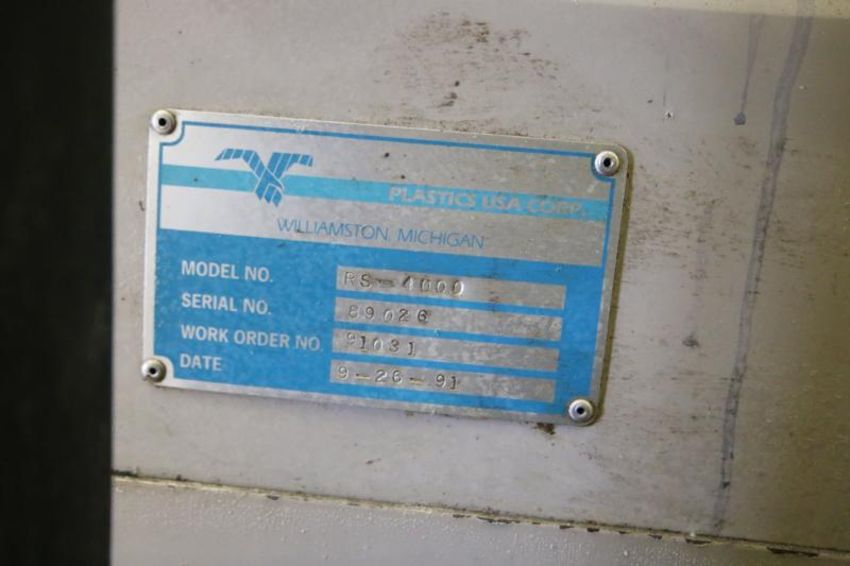 PLASTICS USA CORP.
WILLIAMSTON, MICHIGAN
MODEL NO. RS-4000
SERIAL NO. 89026
WORK ORDER NO. 91031
DATE 9-26-91